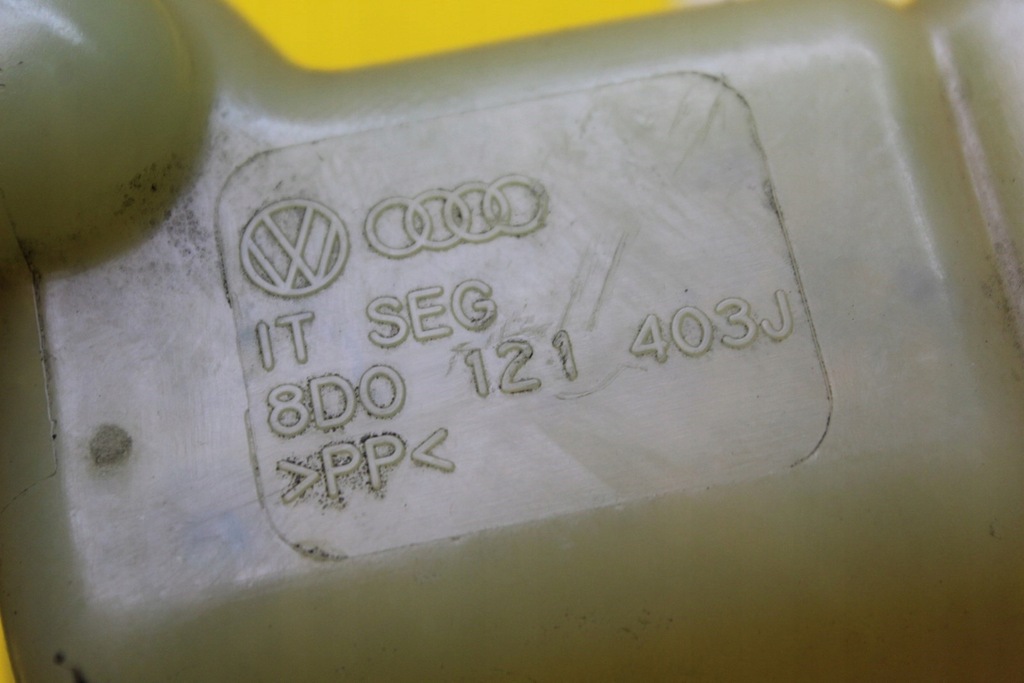 IT SEG
8D0 121 403J
>PP<